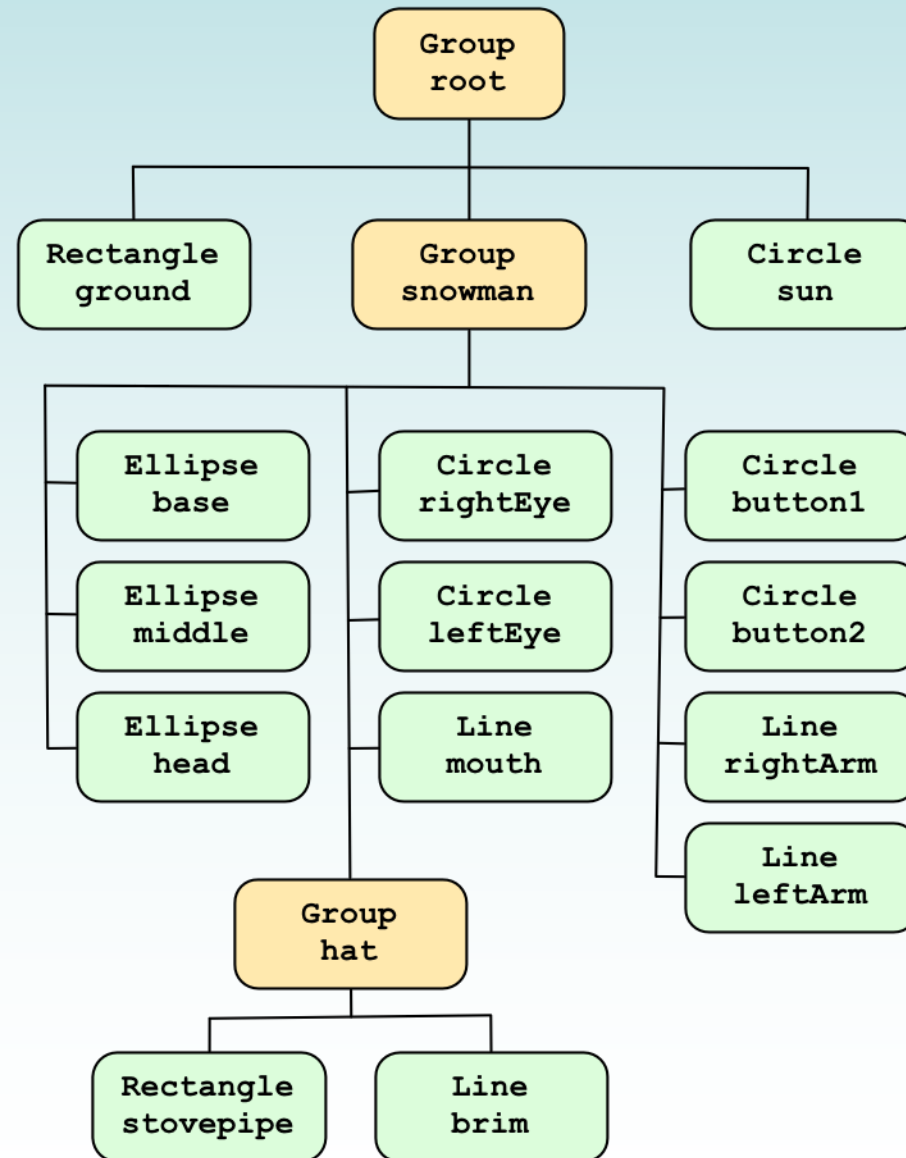 Group
root
Rectangle
ground
Group
snowman
Circle
sun
Ellipse
base
Circle
rightEye
Circle
button1
Ellipse
middle
Circle
leftEye
Circle
button2
Ellipse
head
Line
mouth
Line
rightArm
Line
leftArm
Group
hat
Rectangle
stovepipe
Line
brim